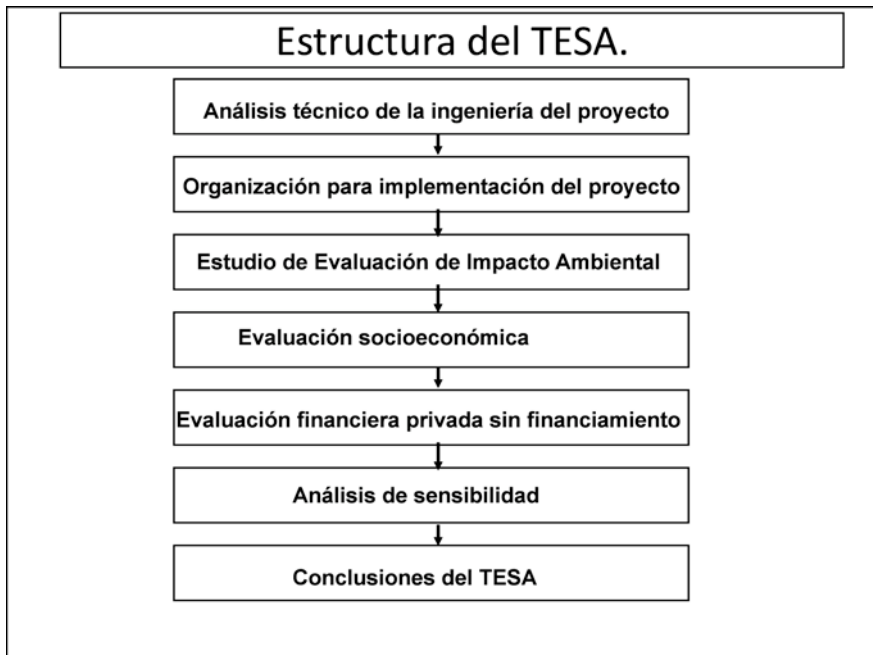 Estructura del TESA.
Análisis técnico de la ingeniería del proyecto
Organización para implementación del proyecto
Estudio de Evaluación de Impacto Ambiental
Evaluación socioeconómica
Evaluación financiera privada sin financiamiento
Análisis de sensibilidad
Conclusiones del TESA